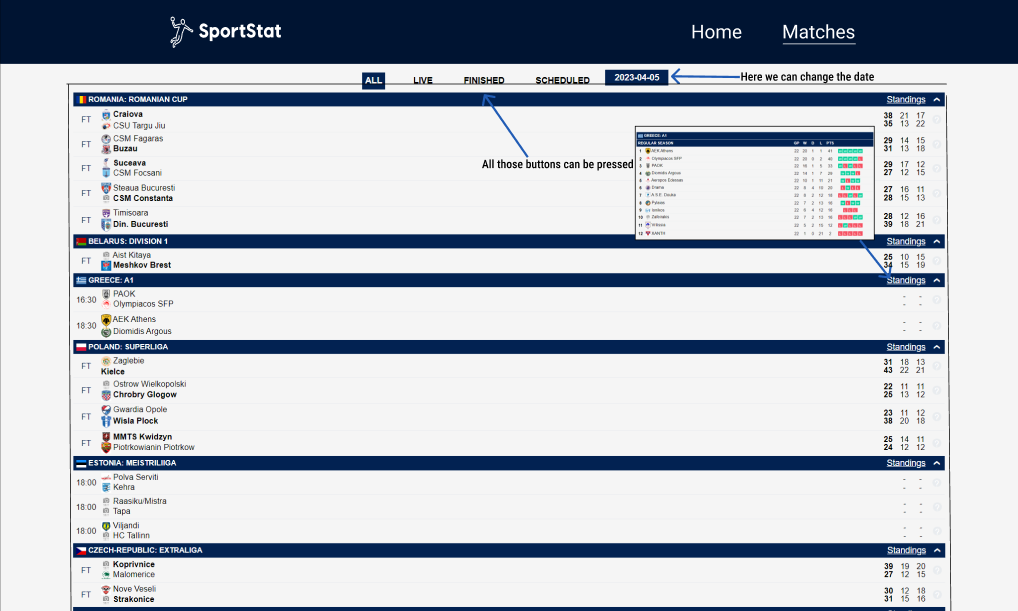 SportStat
Home Matches
ALL LIVE FINISHED SCHEDULED 2023-04-05 Here we can change the date
ROMANIA: ROMANIAN CUP Standings
FT Craiova 38 21 17
CSU Targu Jiu 35 13 22
FT CSM Fagaras 29 14 15
Buzau 31 13 18
All those buttons can be pressed
FT Suceava 29 17 12
CSM Focsani 27 12 15
FT Steaua Bucuresti 27 16 11
CSM Constanta 28 15 13
FT Timisoara 28 12 16
Din. Bucuresti 39 18 21
GREECE: A1
REGULAR SEASON GP W D L PTS
1 AEK Athens
2 Olympiacos SFP
3 PAOK
4 Diomidis Argous
5 Aeropos Edessas
6 Drama
7 A.S.E. Douka
8 Pylaias
9 Ionikos
10 Zafeirakis
11
12 XANTH
BELARUS: DIVISION 1 Standings
FT Aist Kitaya 25 10 15
Meshkov Brest 34 15 19
GREECE: A1 Standings
16:30 PAOK - -
Olympiacos SFP - -
18:30 AEK Athens - -
Diomidis Argous - -
POLAND: SUPERLIGA Standings
FT Zaglebie 31 18 13
Kielce 43 22 21
FT Ostrow Wielkopolski 22 11 11
Chrobry Glogow 25 13 12
FT Gwardia Opole 23 11 12
Wisla Plock 38 20 18
FT MMTS Kwidzyn 25 14 11
Piotrkowianin Piotrkow 24 12 12
ESTONIA: MEISTRILIIGA Standings
18:00 Polva Serviti - -
Kehra - -
18:00 Raasiku/Mistra - -
Tapa - -
18:00 Viljandi - -
HC Tallinn - -
CZECH-REPUBLIC: EXTRALIGA Standings
FT Koprivnice 39 19 20
Malomerice 27 12 15
FT Nove Veseli 30 12 18
Strakonice 31 15 16